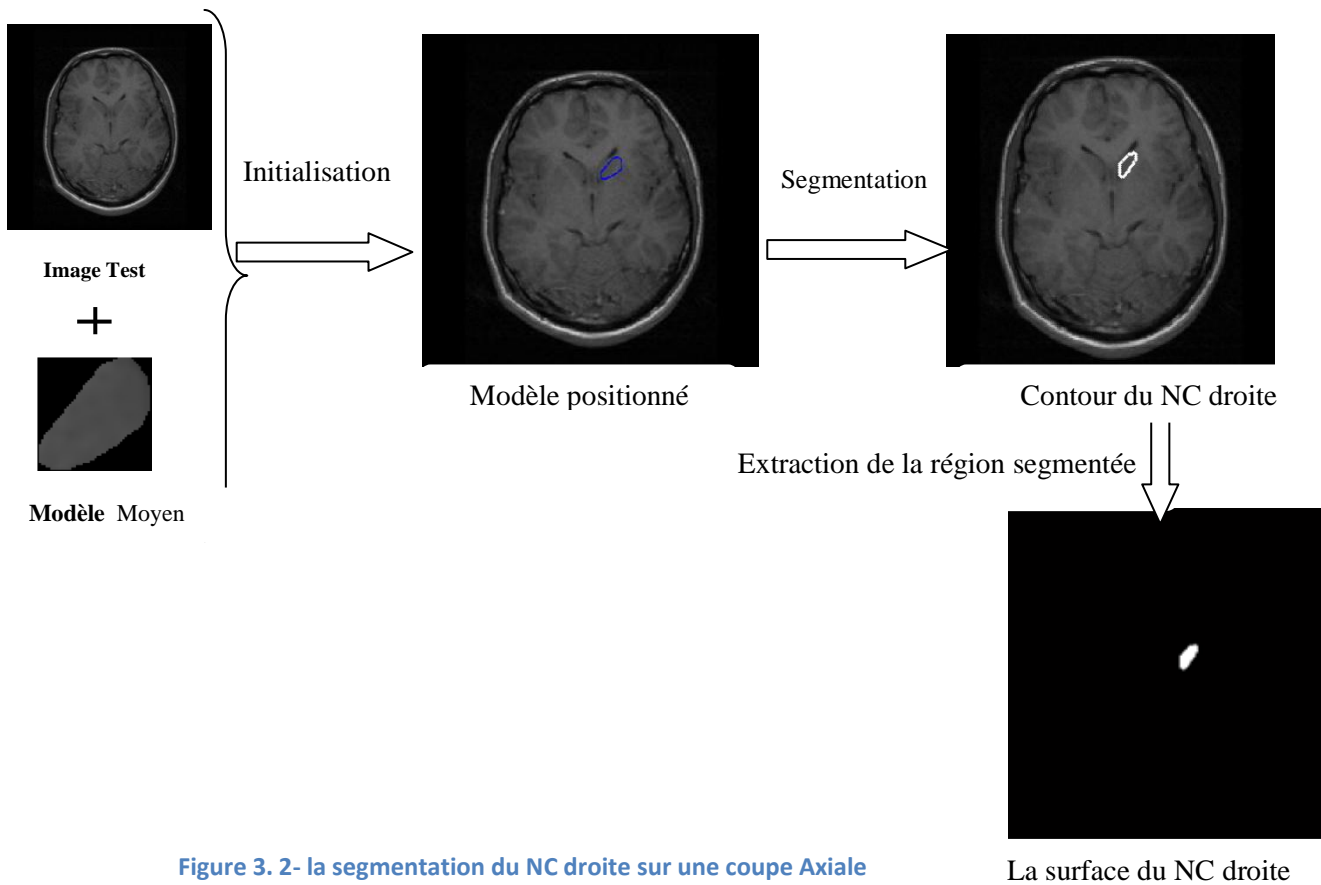 Image Test
+
Modèle Moyen
Initialisation
Modèle positionné
Segmentation
Contour du NC droite
Extraction de la région segmentée
La surface du NC droite
Figure 3. 2- la segmentation du NC droite sur une coupe Axiale